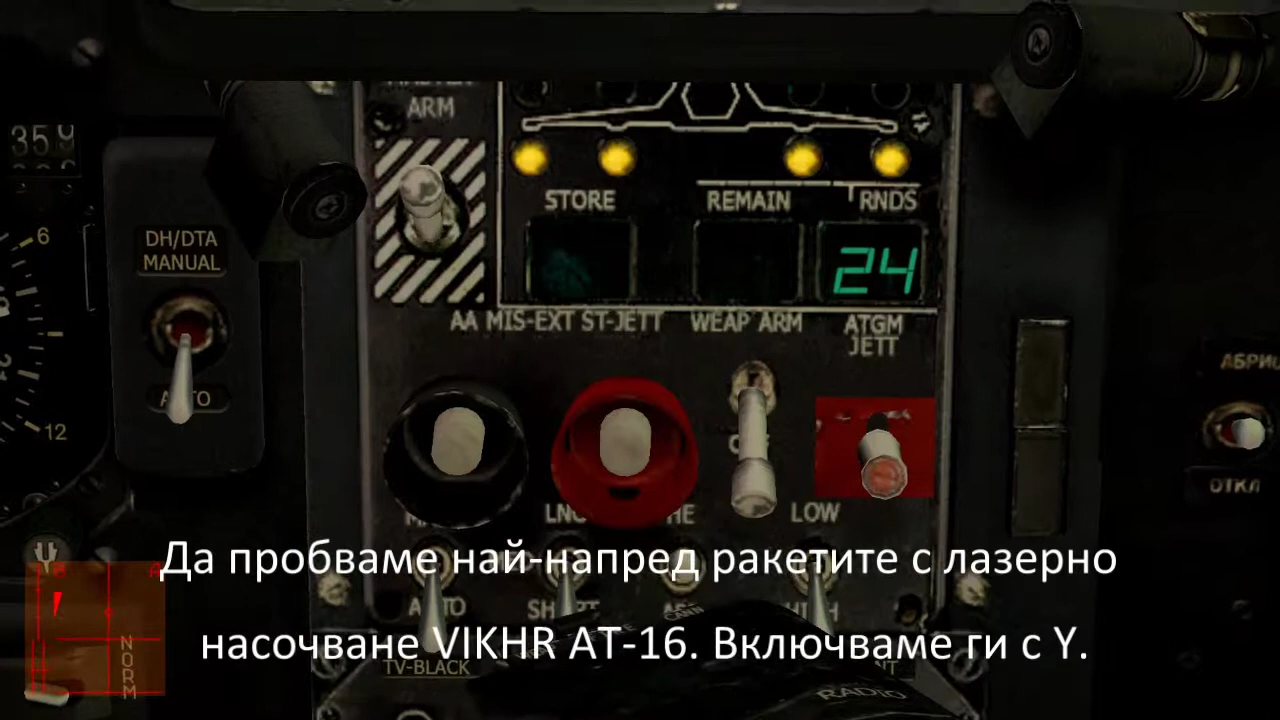 ARM
359
STORE
REMAIN
RNDS
6
DH/DTA
MANUAL
24
AA MIS-EXT ST-JETT
WEAP ARM
ATGM
JETT
АБРИС
12
ОТКЛ
LOW
Да пробваме най-напред ракетите с лазерно
насочване VIKHR AT-16. Включваме ги с Y.
NORM
TV-BLACK
RADIO